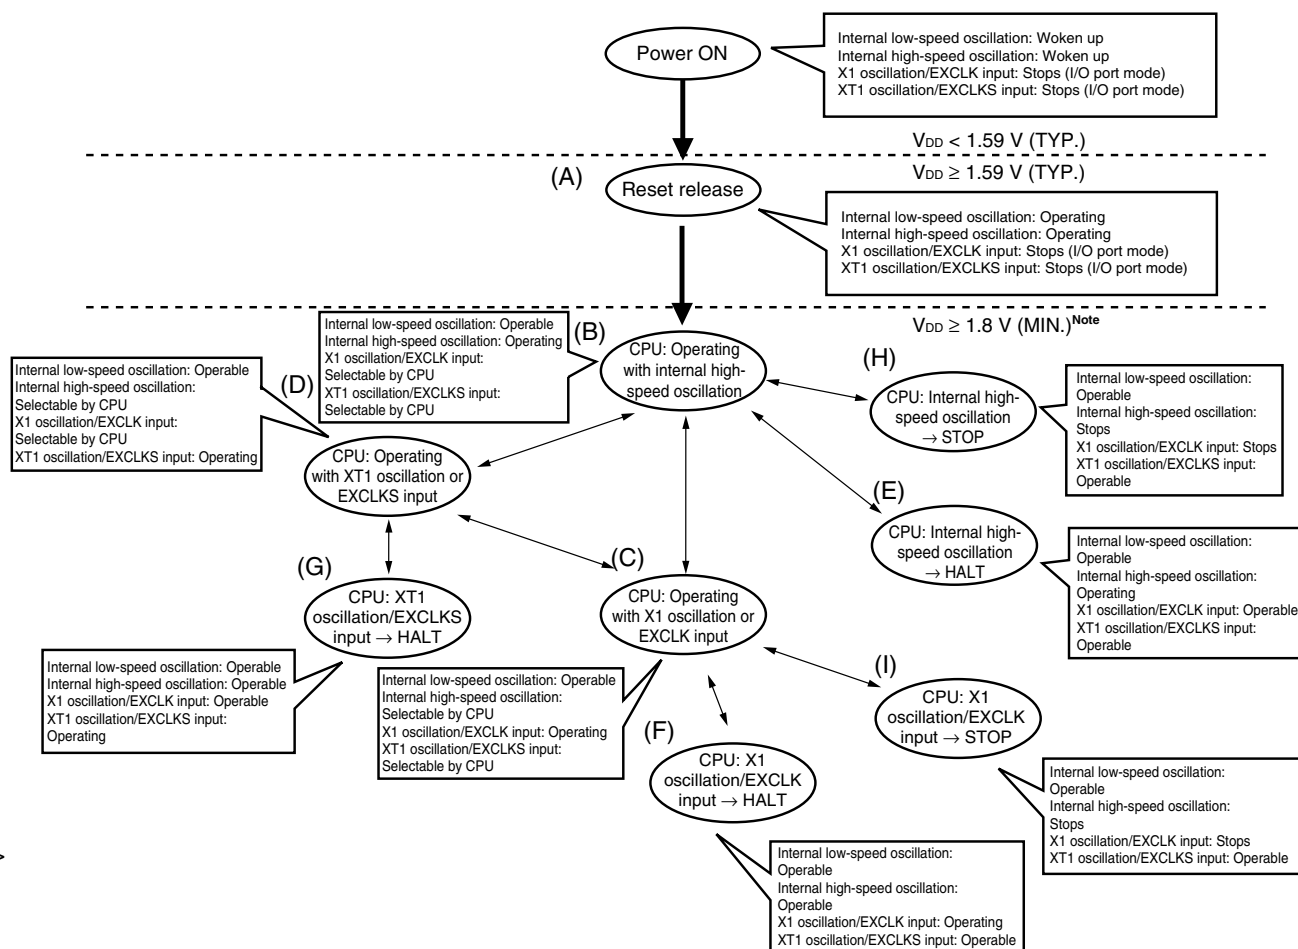 Power ON
Internal low-speed oscillation: Woken up
Internal high-speed oscillation: Woken up
X1 oscillation/EXCLK input: Stops (I/O port mode)
XT1 oscillation/EXCLKS input: Stops (I/O port mode)
VDD < 1.59 V (TYP.)
VDD ≥ 1.59 V (TYP.)
(A)
Reset release
Internal low-speed oscillation: Operating
Internal high-speed oscillation: Operating
X1 oscillation/EXCLK input: Stops (I/O port mode)
XT1 oscillation/EXCLKS input: Stops (I/O port mode)
VDD ≥ 1.8 V (MIN.)Note
(B)
Internal low-speed oscillation: Operable
Internal high-speed oscillation: Operating
X1 oscillation/EXCLK input:
Selectable by CPU
XT1 oscillation/EXCLKS input:
Selectable by CPU
CPU: Operating
with internal high-
speed oscillation
(D)
Internal low-speed oscillation: Operable
Internal high-speed oscillation:
Selectable by CPU
X1 oscillation/EXCLK input:
Selectable by CPU
XT1 oscillation/EXCLKS input: Operating
CPU: Operating
with XT1 oscillation or
EXCLKS input
(H)
CPU: Internal high-
speed oscillation
→ STOP
Internal low-speed oscillation:
Operable
Internal high-speed oscillation:
Stops
X1 oscillation/EXCLK input: Stops
XT1 oscillation/EXCLKS input:
Operable
(E)
CPU: Internal high-
speed oscillation
→ HALT
Internal low-speed oscillation:
Operable
Internal high-speed oscillation:
Operating
X1 oscillation/EXCLK input: Operable
XT1 oscillation/EXCLKS input:
Operable
(G)
CPU: XT1
oscillation/EXCLKS
input → HALT
Internal low-speed oscillation: Operable
Internal high-speed oscillation: Operable
X1 oscillation/EXCLK input: Operable
XT1 oscillation/EXCLKS input:
Operating
(C)
CPU: Operating
with X1 oscillation or
EXCLK input
Internal low-speed oscillation: Operable
Internal high-speed oscillation:
Selectable by CPU
X1 oscillation/EXCLK input: Operating
XT1 oscillation/EXCLKS input:
Selectable by CPU
(F)
CPU: X1
oscillation/EXCLK
input → HALT
Internal low-speed oscillation:
Operable
Internal high-speed oscillation:
Operable
X1 oscillation/EXCLK input: Operating
XT1 oscillation/EXCLKS input: Operable
(I)
CPU: X1
oscillation/EXCLK
input → STOP
Internal low-speed oscillation:
Operable
Internal high-speed oscillation:
Stops
X1 oscillation/EXCLK input: Stops
XT1 oscillation/EXCLKS input: Operable
>